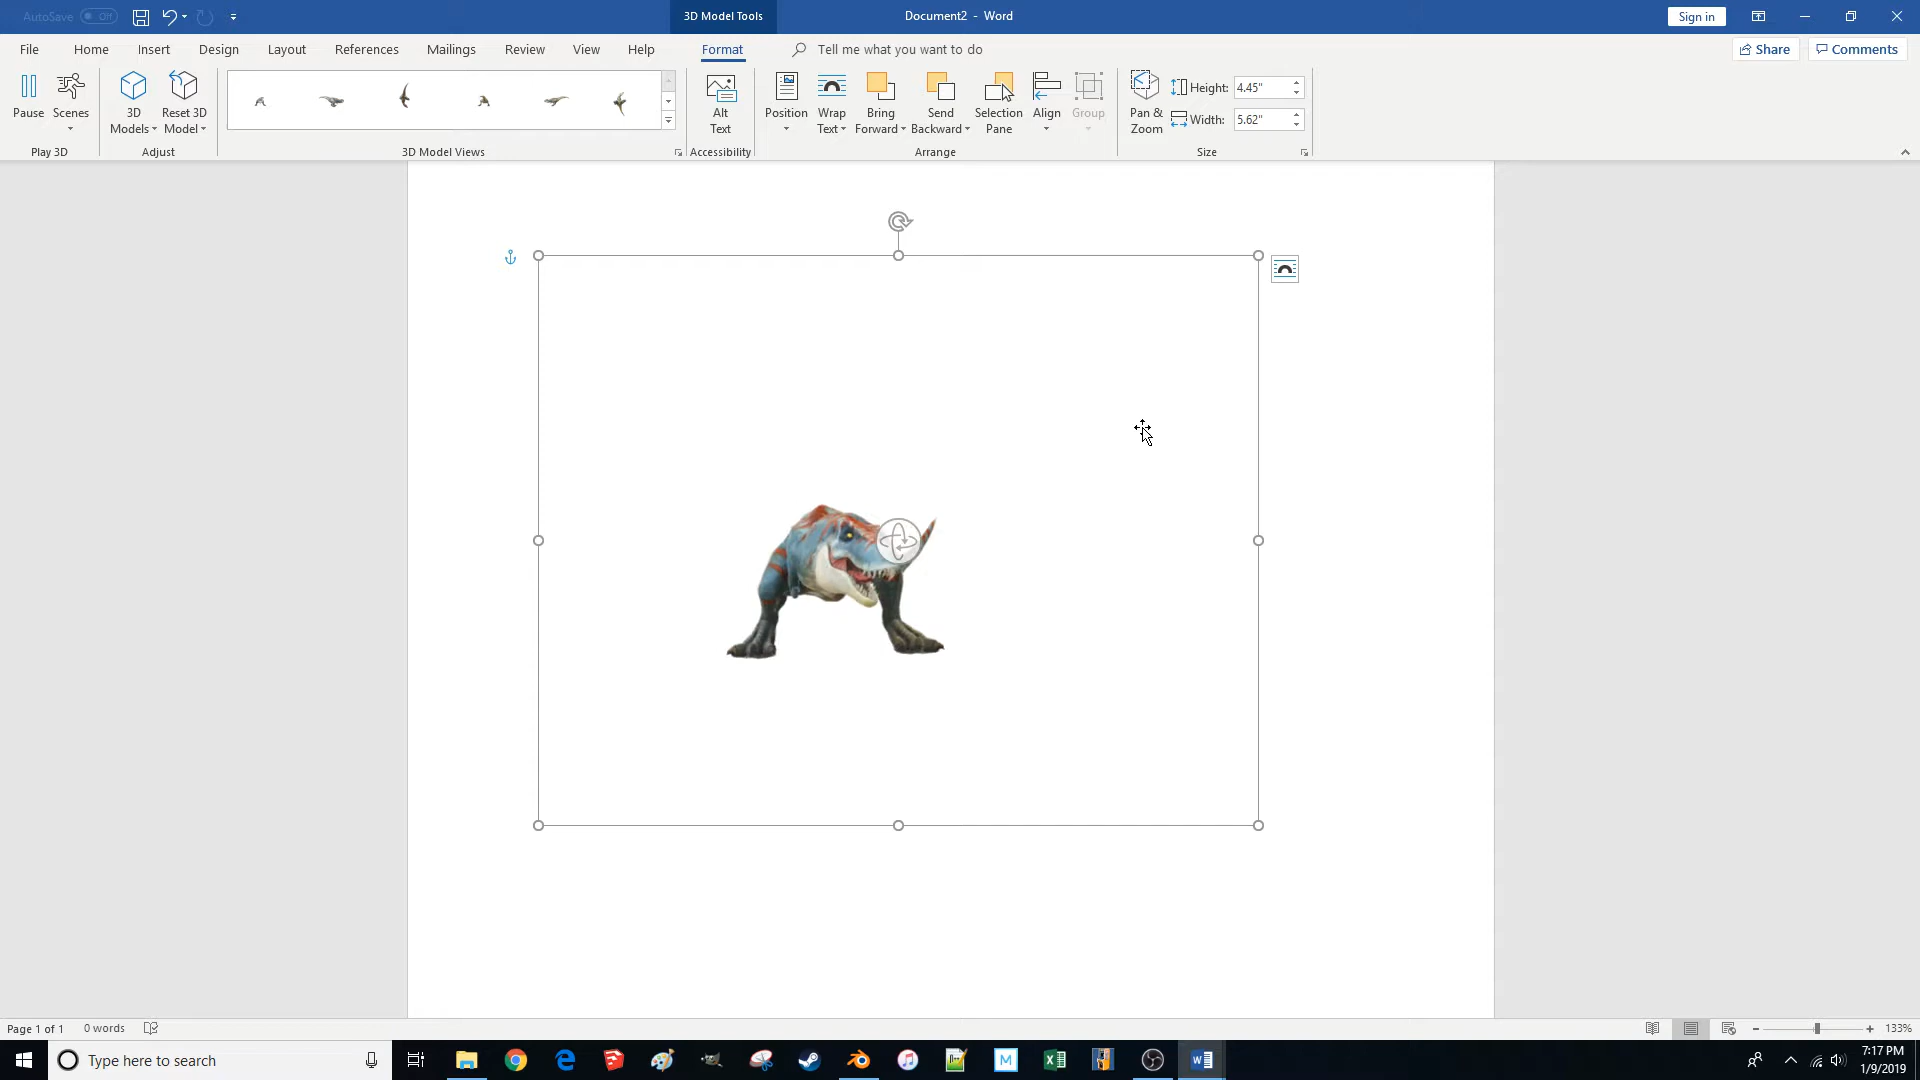 AutoSave Off
3D Model Tools
Document2 - Word
Sign in
File Home Insert Design Layout References Mailings Review View Help Format Tell me what you want to do Share Comments
Pause Scenes
Play 3D
3D Models
Reset 3D Model
Adjust
3D Model Views
Alt Text
Accessibility
Position
Wrap Text
Bring Forward
Send Backward
Selection Pane
Align
Group
Arrange
Pan & Zoom
Height: 4.45"
Width: 5.62"
Size
Page 1 of 1 0 words 133%
Type here to search
M
7:17 PM
1/9/2019